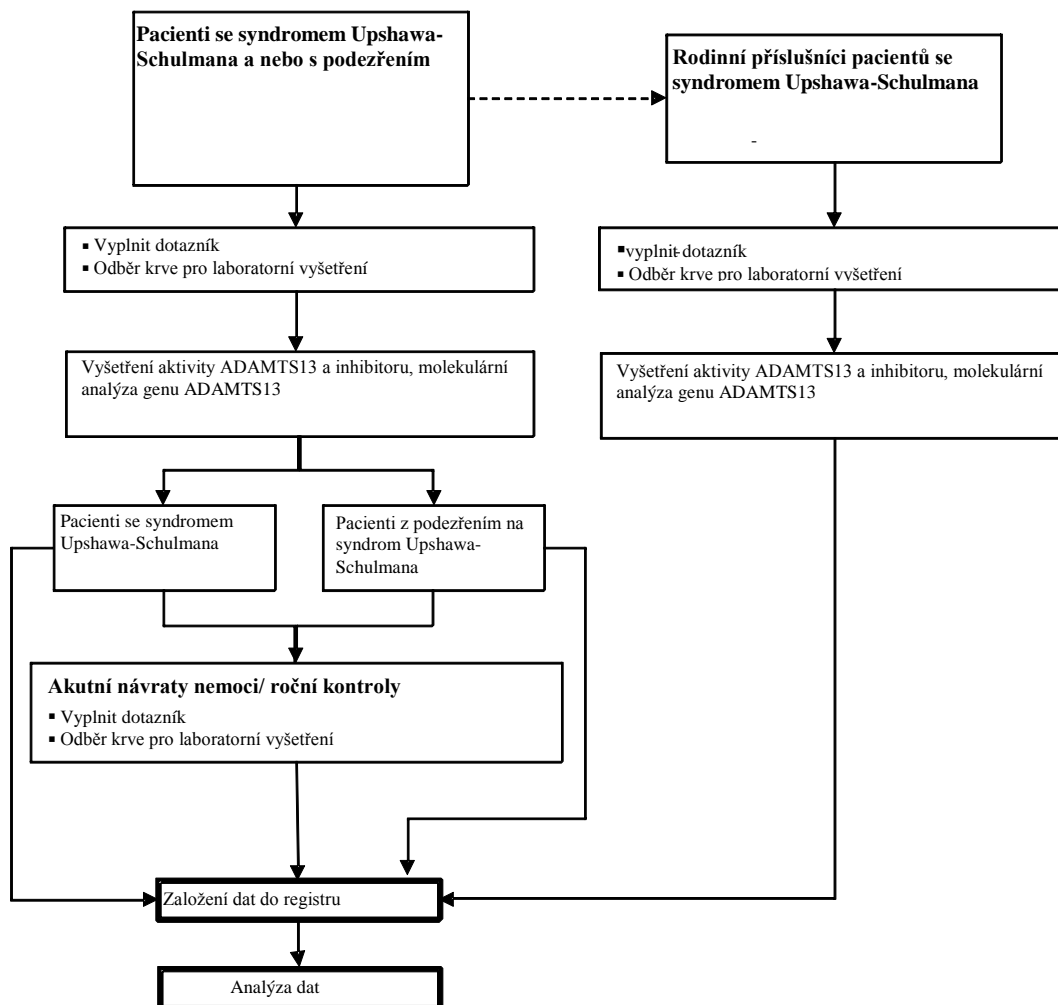 Pacienti se syndromem Upshawa-
Schulmana a nebo s podezřením
Rodinní příslušníci pacientů se
syndromem Upshawa-Schulmana
-
▪ Vyplnit dotazník
▪ Odběr krve pro laboratorní vyšetření
▪vyplnit-dotazník
▪ Odběr krve pro laboratorní vyšetření
Vyšetření aktivity ADAMTS13 a inhibitoru, molekulární
analýza genu ADAMTS13
Vyšetření aktivity ADAMTS13 a inhibitoru, molekulární
analýza genu ADAMTS13
Pacienti se syndromem
Upshawa-Schulmana
Pacienti z podezřením na
syndrom Upshawa-
Schulmana
Akutní návraty nemoci/ roční kontroly
▪ Vyplnit dotazník
▪ Odběr krve pro laboratorní vyšetření
Založení dat do registru
Analýza dat